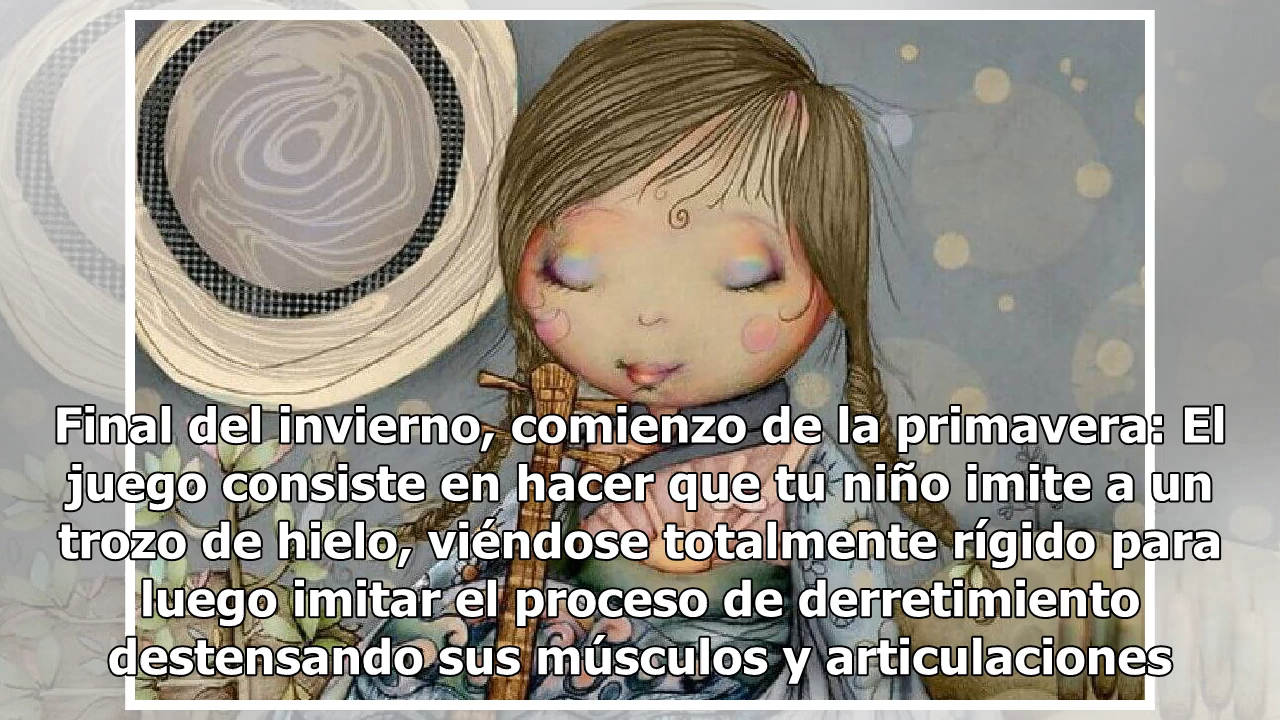 Final del invierno, comienzo de la primavera: El
juego consiste en hacer que tu niño imite a un
trozo de hielo, viéndose totalmente rígido para
luego imitar el proceso de derretimiento
destensando sus músculos y articulaciones